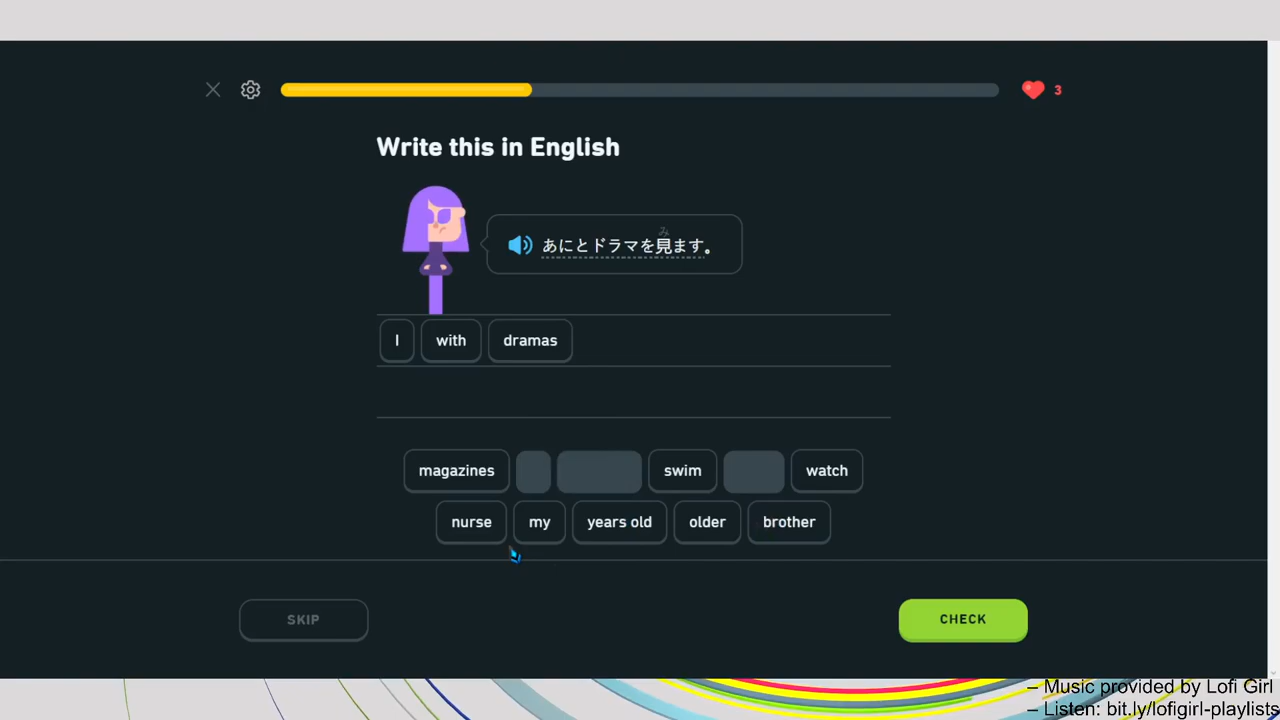 3
Write this in English
み
あにとドラマを見ます。
I with dramas
magazines swim watch
nurse my years old older brother
SKIP CHECK
– Music provided by Lofi Girl
– Listen: bit.ly/lofigirl-playlists